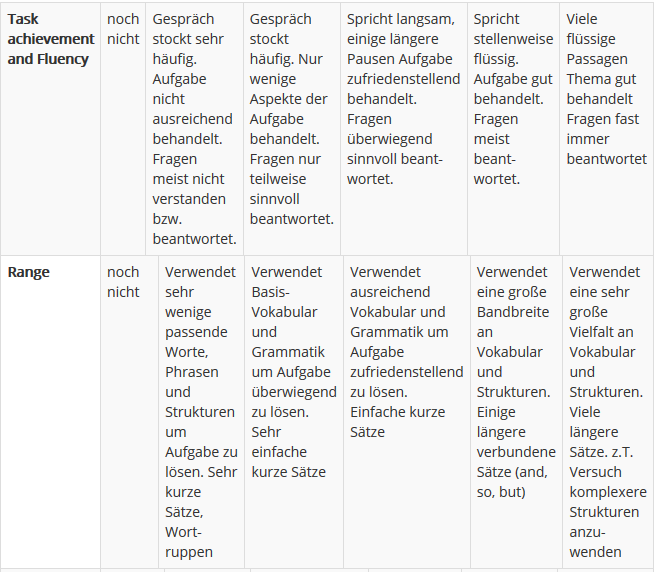 Task
achievement
and Fluency
noch
nicht
Gespräch
stockt sehr
häufig.
Aufgabe
nicht
ausreichend
behandelt.
Fragen
meist nicht
verstanden
bzw.
beantwortet.
Gespräch
stockt
häufig. Nur
wenige
Aspekte der
Aufgabe
behandelt.
Fragen nur
teilweise
sinnvoll
beantwortet.
Spricht langsam,
einige längere
Pausen Aufgabe
zufriedenstellend
behandelt.
Fragen
überwiegend
sinnvoll beant-
wortet.
Spricht
stellenweise
flüssig.
Aufgabe gut
behandelt.
Fragen
meist
beant-
wortet.
Viele
flüssige
Passagen
Thema gut
behandelt
Fragen fast
immer
beantwortet
Range
noch
nicht
Verwendet
sehr
wenige
passende
Worte,
Phrasen
und
Strukturen
um
Aufgabe zu
lösen. Sehr
kurze
Sätze,
Wort-
ruppen
Verwendet
Basis-
Vokabular
und
Grammatik
um Aufgabe
überwiegend
zu lösen.
Sehr
einfache
kurze Sätze
Verwendet
ausreichend
Vokabular und
Grammatik um
Aufgabe
zufriedenstellend
zu lösen.
Einfache kurze
Sätze
Verwendet
eine große
Bandbreite
an
Vokabular
und
Strukturen.
Einige
längere
verbundene
Sätze (and,
so, but)
Verwendet
eine sehr
große
Vielfalt an
Vokabular
und
Strukturen.
Viele
längere
Sätze. z.T.
Versuch
komplexere
Strukturen
anzu-
wenden